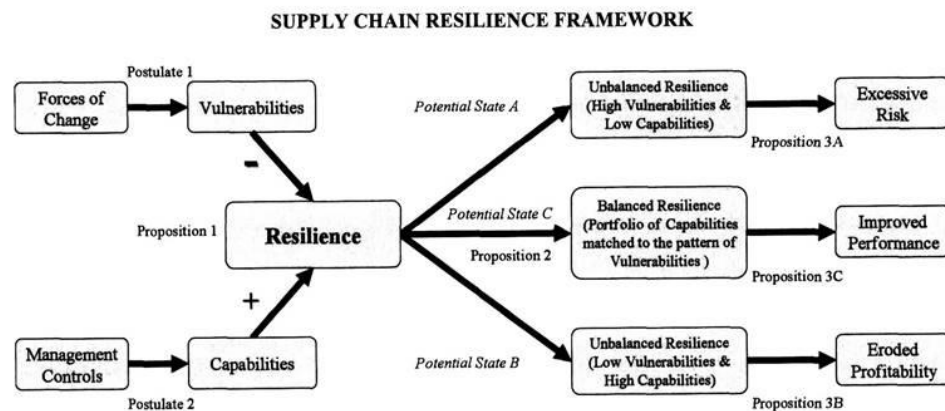 SUPPLY CHAIN RESILIENCE FRAMEWORK
Postulate 1
Forces of
Change
Vulnerabilities
-
Proposition 1
Resilience
+
Management
Controls
Capabilities
Postulate 2
Potential State A
Unbalanced Resilience
(High Vulnerabilities &
Low Capabilities)
Excessive
Risk
Proposition 3A
Potential State C
Proposition 2
Balanced Resilience
(Portfolio of Capabilities
matched to the pattern of
Vulnerabilities )
Improved
Performance
Proposition 3C
Potential State B
Unbalanced Resilience
(Low Vulnerabilities &
High Capabilities)
Eroded
Profitability
Proposition 3B